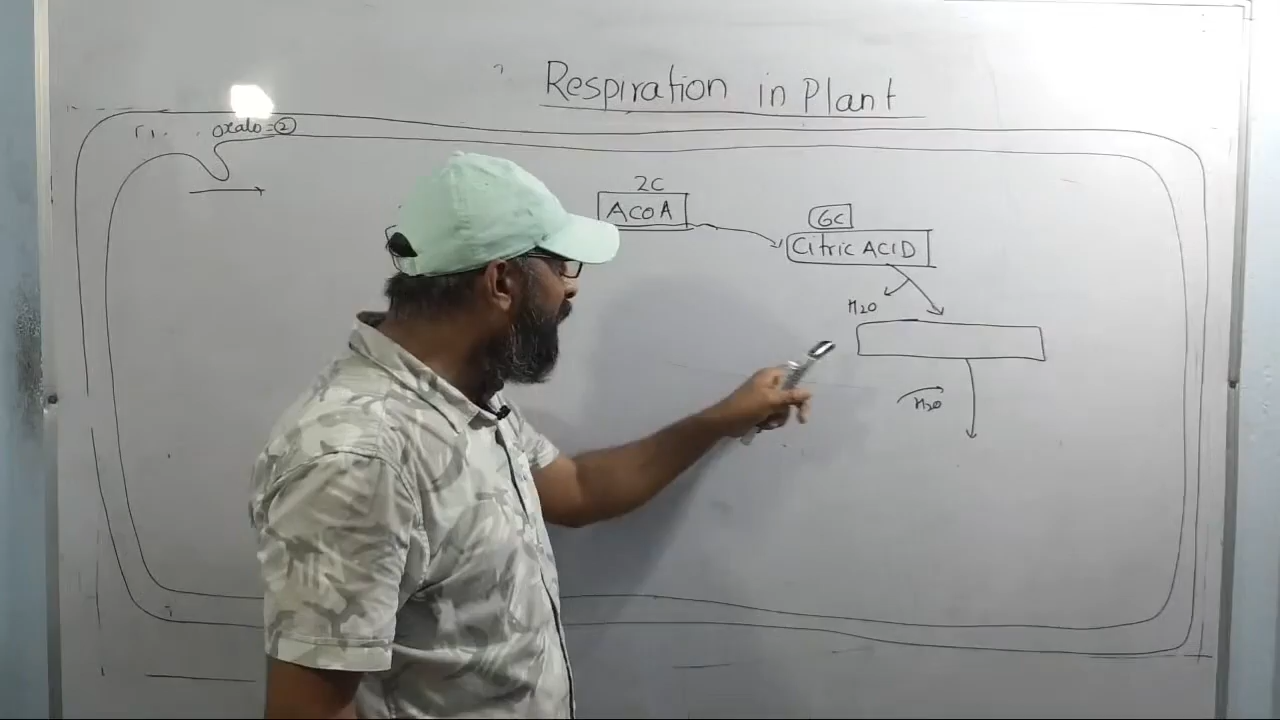 Respiration in Plant
oxalo = 2
2C
ACoA
6C
Citric ACID
H2O
H2O